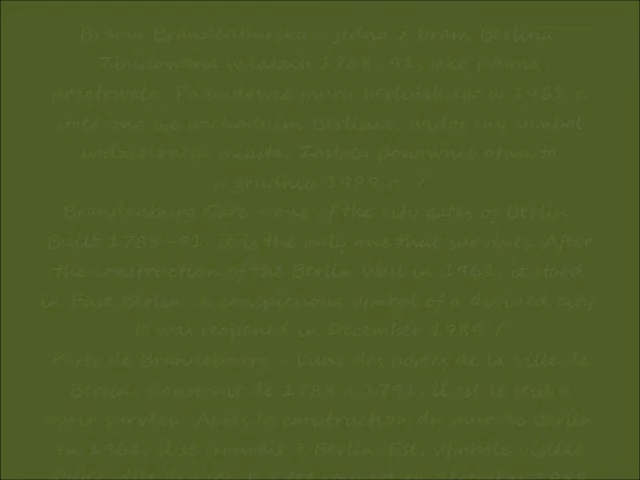 Brama Brandenburska - jedna z bram Berlina
Zbudowana w latach 1788-91, jako jedyna
przetrwała. Po budowie muru berlińskiego w 1961 r.
stała się we wschodnim Berlinie, widoczny symbol
podzielonego miasta. Została ponownie otwarta
w grudniu 1989 r. /
Brandenburg Gate - one of the city gates of Berlin
Built 1788-91, it is the only one that survives. After
the construction of the Berlin Wall in 1961, it stood
in East Berlin, a conspicuous symbol of a divided city
It was reopened in December 1989 /
Porte de Brandebourg - l'une des portes de la ville de
Berlin. Construit de 1788 à 1791, il est le seul à
avoir survécu. Après la construction du mur de Berlin
en 1961, il se trouvait à Berlin Est, symbole visible